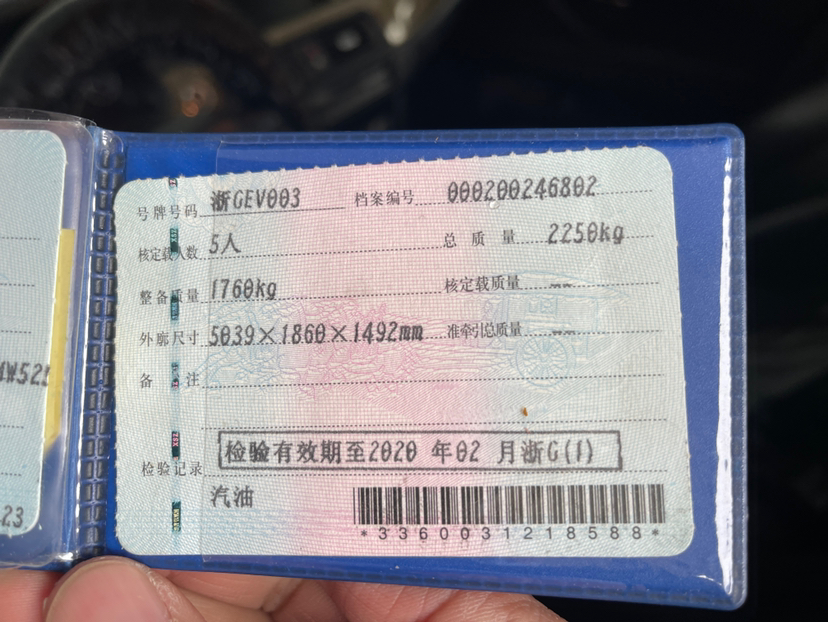 号牌号码 浙GEV003 档案编号 000200246802
核定载人数 5人 总质量 2250kg
整备质量 1760kg 核定载质量 --
外廓尺寸 5039×1860×1492mm 准牵引总质量 --
备注
检验记录 检验有效期至2020年02月浙G(1)
汽油
*3360031218588*
23